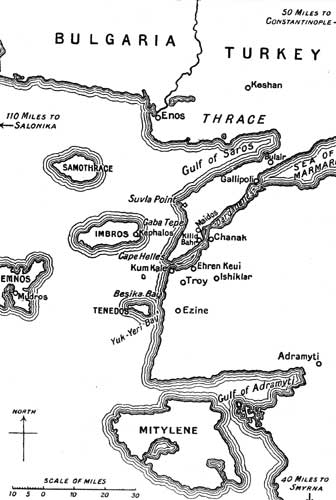 50 MILES TO
CONSTANTINOPLE→
BULGARIA
TURKEY
Keshan
Enos
THRACE
110 MILES TO
←SALONIKA
Gulf of Saros
Bulair
SEA OF
MARMAR
SAMOTHRACE
Gallipoli
Suvla Point
Gaba Tepe
Maidos
IMBROS
Kephalos
Kilid
Bahr
Chanak
Cape Helles
Kum Kale
Ehren Keui
EMNOS
Mudros
Troy
Ishiklar
Besika Bay
TENEDOS
Ezine
Yuk-Yeri-Bay
Adramyti
Gulf of Adramyti
NORTH
MITYLENE
SCALE OF MILES
10 5 0 10 20 30
40 MILES TO
SMYRNA